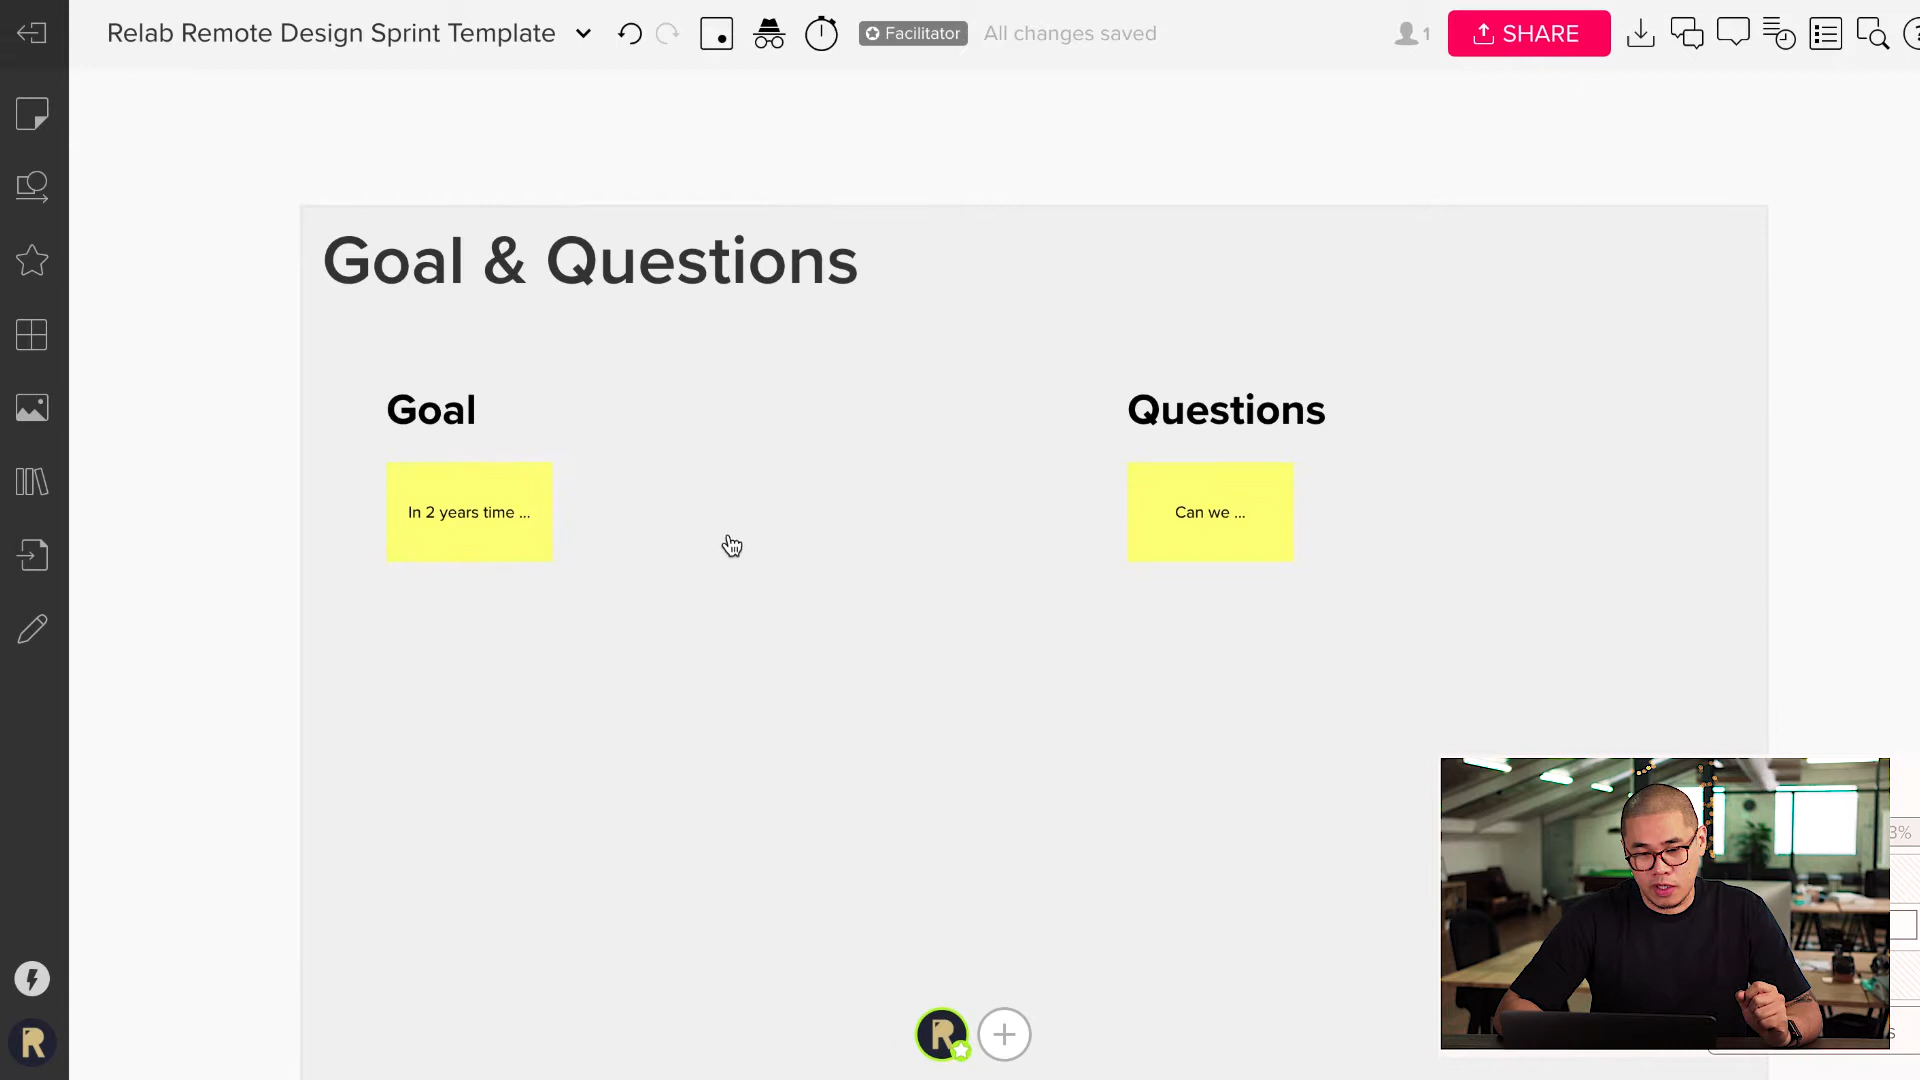 Relab Remote Design Sprint Template
Facilitator
All changes saved
1
SHARE
Goal & Questions
Goal
Questions
In 2 years time ...
Can we ...
3%
R
R
s